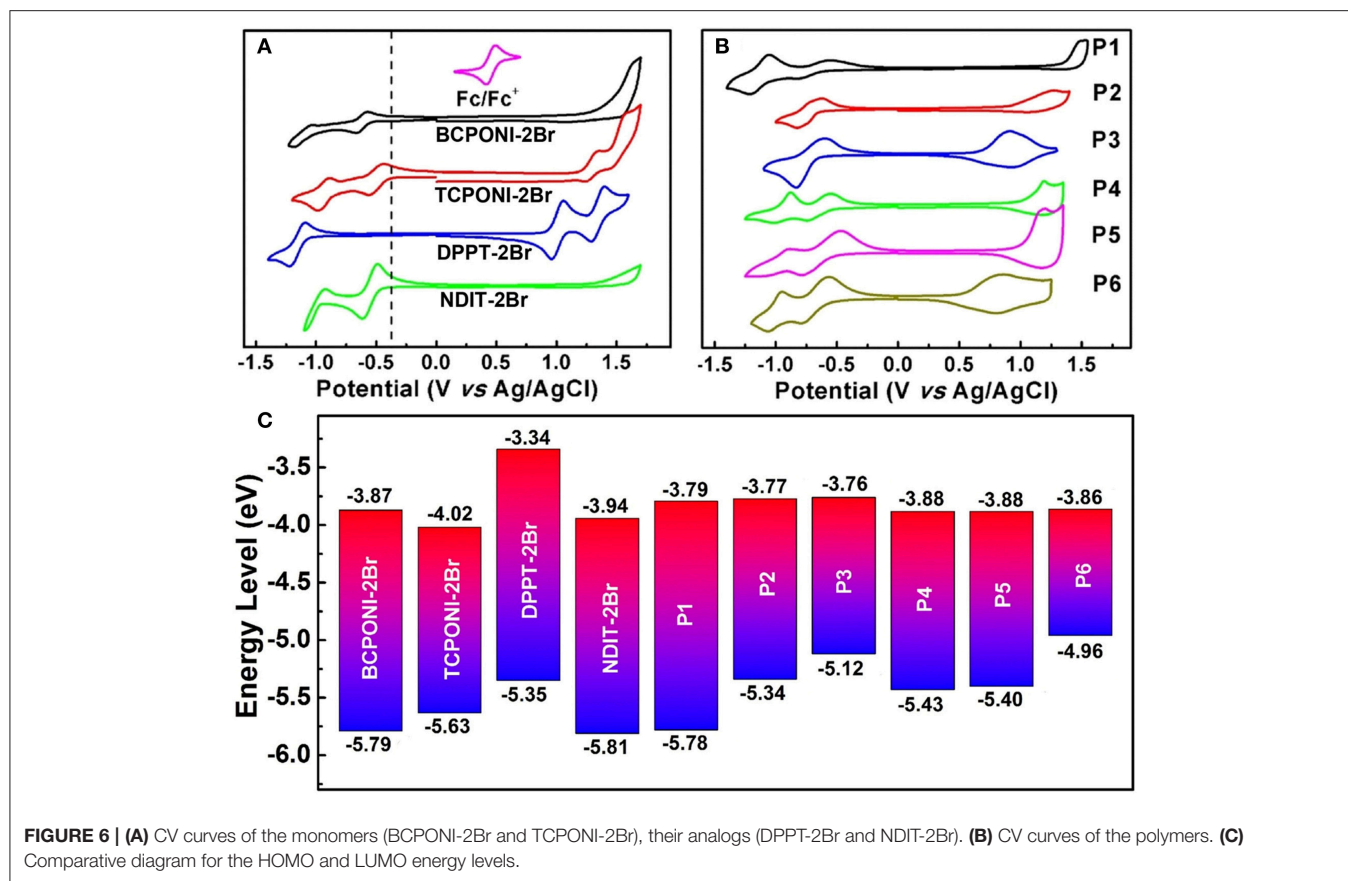 A
Fc/Fc⁺
BCPONI-2Br
TCPONI-2Br
DPPT-2Br
NDIT-2Br
-1.5 -1.0 -0.5 0.0 0.5 1.0 1.5
Potential (V vs Ag/AgCl)
B
P1
P2
P3
P4
P5
P6
-1.5 -1.0 -0.5 0.0 0.5 1.0 1.5
Potential (V vs Ag/AgCl)
C
Energy Level (eV)
-3.5
-4.0
-4.5
-5.0
-5.5
-6.0
-3.87
BCPONI-2Br
-5.79
-4.02
TCPONI-2Br
-5.63
-3.34
DPPT-2Br
-5.35
-3.94
NDIT-2Br
-5.81
-3.79
P1
-5.78
-3.77
P2
-5.34
-3.76
P3
-5.12
-3.88
P4
-5.43
-3.88
P5
-5.40
-3.86
P6
-4.96
FIGURE 6 | (A) CV curves of the monomers (BCPONI-2Br and TCPONI-2Br), their analogs (DPPT-2Br and NDIT-2Br). (B) CV curves of the polymers. (C)
Comparative diagram for the HOMO and LUMO energy levels.